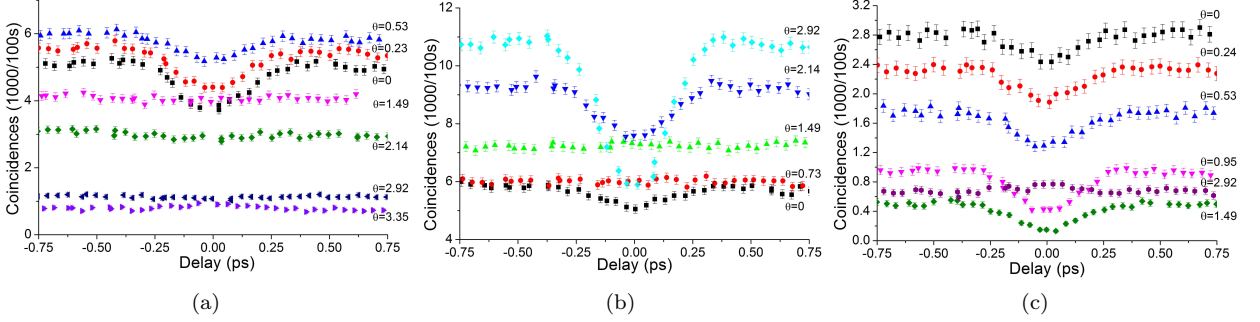 6
4
2
0
Coincidences (1000/100s)
θ=0.53
θ=0.23
θ=0
θ=1.49
θ=2.14
θ=2.92
θ=3.35
-0.75 -0.50 -0.25 0.00 0.25 0.50 0.75
Delay (ps)
(a)
12
10
8
6
4
Coincidences (1000/100s)
θ=2.92
θ=2.14
θ=1.49
θ=0.73
θ=0
-0.75 -0.50 -0.25 0.00 0.25 0.50 0.75
Delay (ps)
(b)
3.2
2.8
2.4
2.0
1.6
1.2
0.8
0.4
0.0
Coincidences (1000/100s)
θ=0
θ=0.24
θ=0.53
θ=0.95
θ=2.92
θ=1.49
-0.75 -0.50 -0.25 0.00 0.25 0.50 0.75
Delay (ps)
(c)